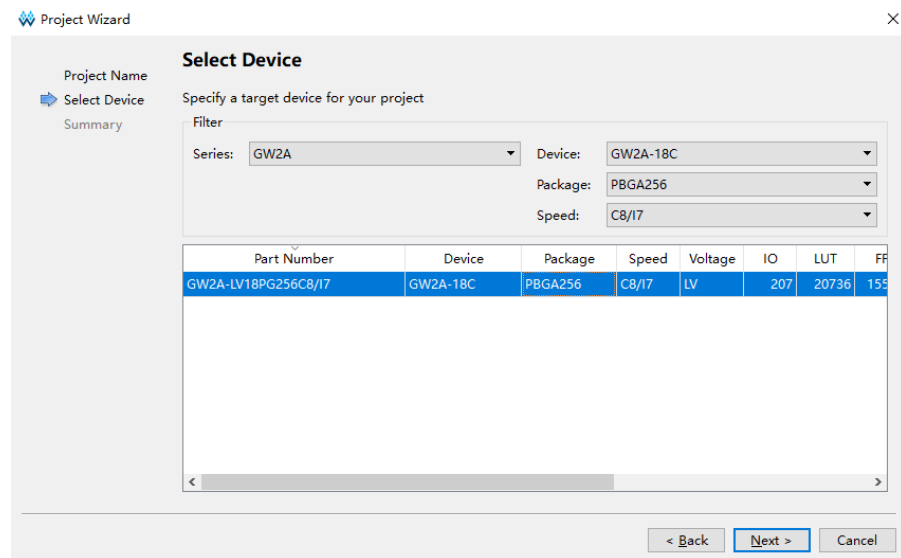 Project Wizard
Project Name
Select Device
Summary
Select Device
Specify a target device for your project
Filter
Series: GW2A
Device: GW2A-18C
Package: PBGA256
Speed: C8/I7
Part Number Device Package Speed Voltage IO LUT
GW2A-LV18PG256C8/I7 GW2A-18C PBGA256 C8/I7 LV 207 20736 155
< Back Next > Cancel